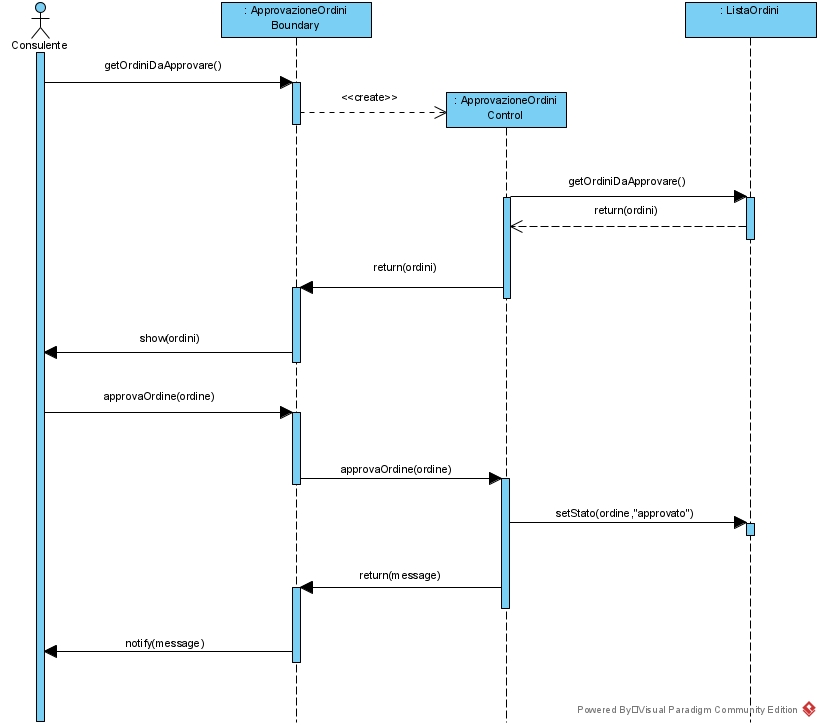 : ApprovazioneOrdini
Boundary
: ListaOrdini
Consulente
getOrdiniDaApprovare()
<<create>>
: ApprovazioneOrdini
Control
getOrdiniDaApprovare()
return(ordini)
return(ordini)
show(ordini)
approvaOrdine(ordine)
approvaOrdine(ordine)
setStato(ordine,"approvato")
return(message)
notify(message)
Powered By Visual Paradigm Community Edition